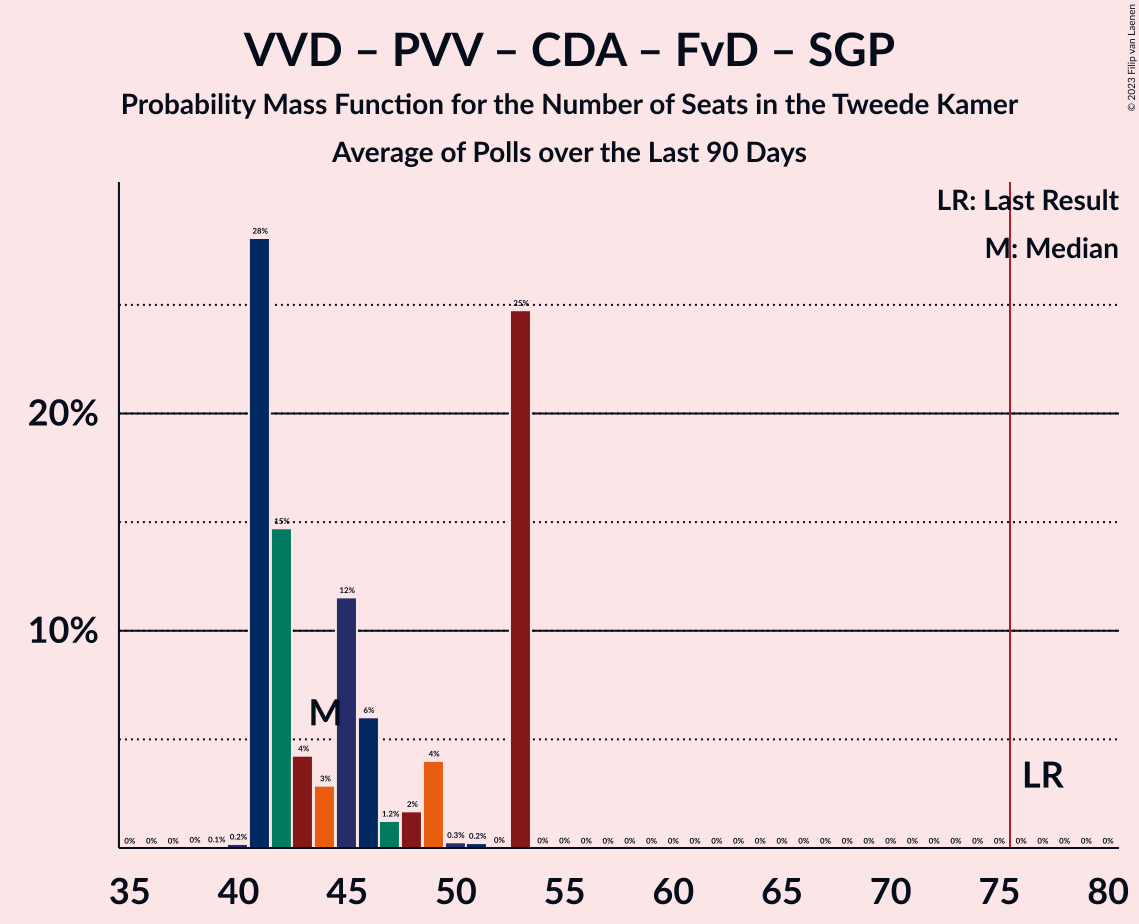 VVD – PVV – CDA – FvD – SGP
Probability Mass Function for the Number of Seats in the Tweede Kamer
Average of Polls over the Last 90 Days
© 2023 Filip van Laenen
LR: Last Result
M: Median
20%
10%
0% 0% 0% 0% 0.1% 0.2% 28% 15% 4% 3% 12% 6% 1.2% 2% 4% 0.3% 0.2% 0% 25% 0% 0% 0% 0% 0% 0% 0% 0% 0% 0% 0% 0% 0% 0% 0% 0% 0% 0% 0% 0% 0% 0% 0% 0% 0% 0% 0%
M
LR
35 40 45 50 55 60 65 70 75 80